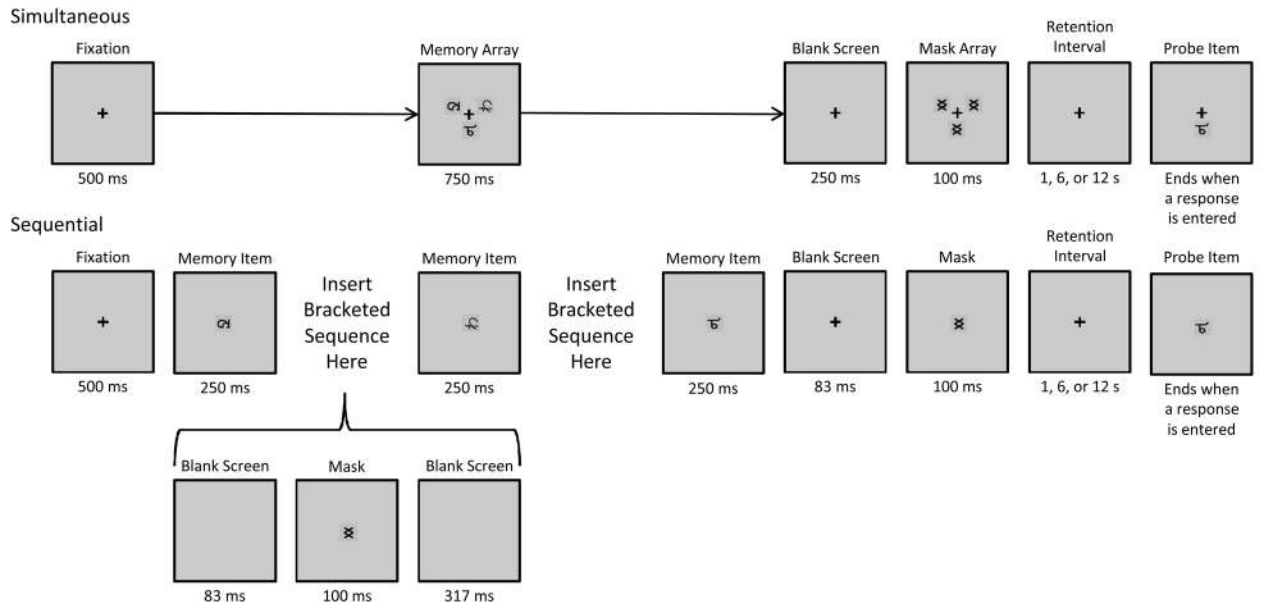 Simultaneous
Fixation
Memory Array
Blank Screen
Mask Array
Retention
Interval
Probe Item
500 ms
750 ms
250 ms
100 ms
1, 6, or 12 s
Ends when
a response
is entered
Sequential
Fixation
Memory Item
Insert
Bracketed
Sequence
Here
Memory Item
Insert
Bracketed
Sequence
Here
Memory Item
Blank Screen
Mask
Retention
Interval
Probe Item
500 ms
250 ms
250 ms
250 ms
83 ms
100 ms
1, 6, or 12 s
Ends when
a response
is entered
Blank Screen
Mask
Blank Screen
83 ms
100 ms
317 ms